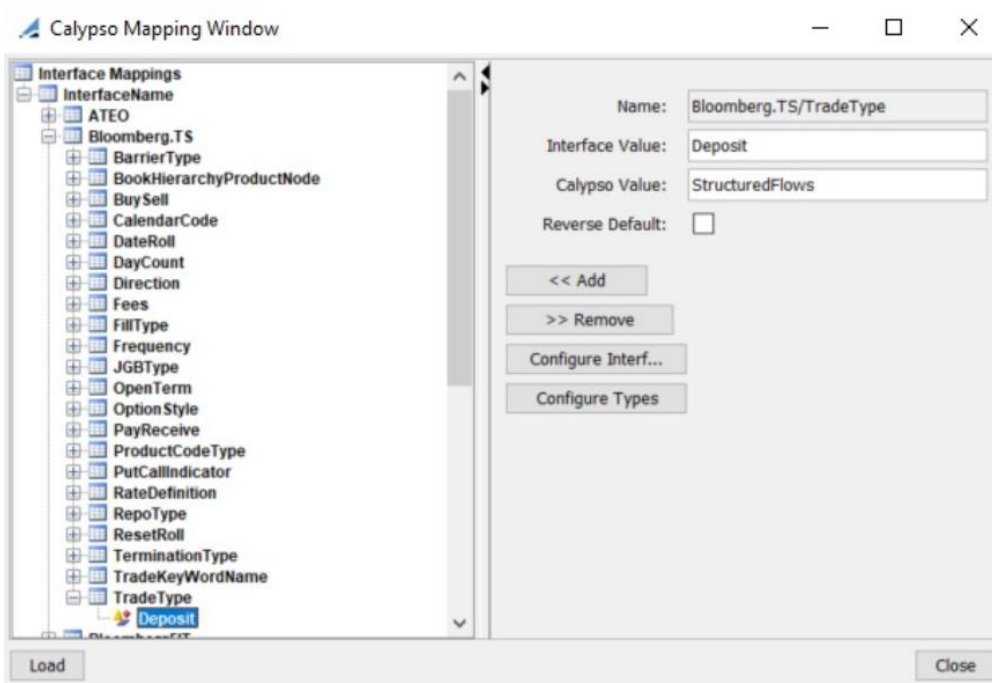 Calypso Mapping Window
Interface Mappings
InterfaceName
ATEO
Bloomberg.TS
BarrierType
BookHierarchyProductNode
BuySell
CalendarCode
DateRoll
DayCount
Direction
Fees
FillType
Frequency
JGBType
OpenTerm
OptionStyle
PayReceive
ProductCodeType
PutCallIndicator
RateDefinition
RepoType
ResetRoll
TerminationType
TradeKeyWordName
TradeType
Deposit
Name: Bloomberg.TS/TradeType
Interface Value: Deposit
Calypso Value: StructuredFlows
Reverse Default:
<< Add
>> Remove
Configure Interf...
Configure Types
Load
Close